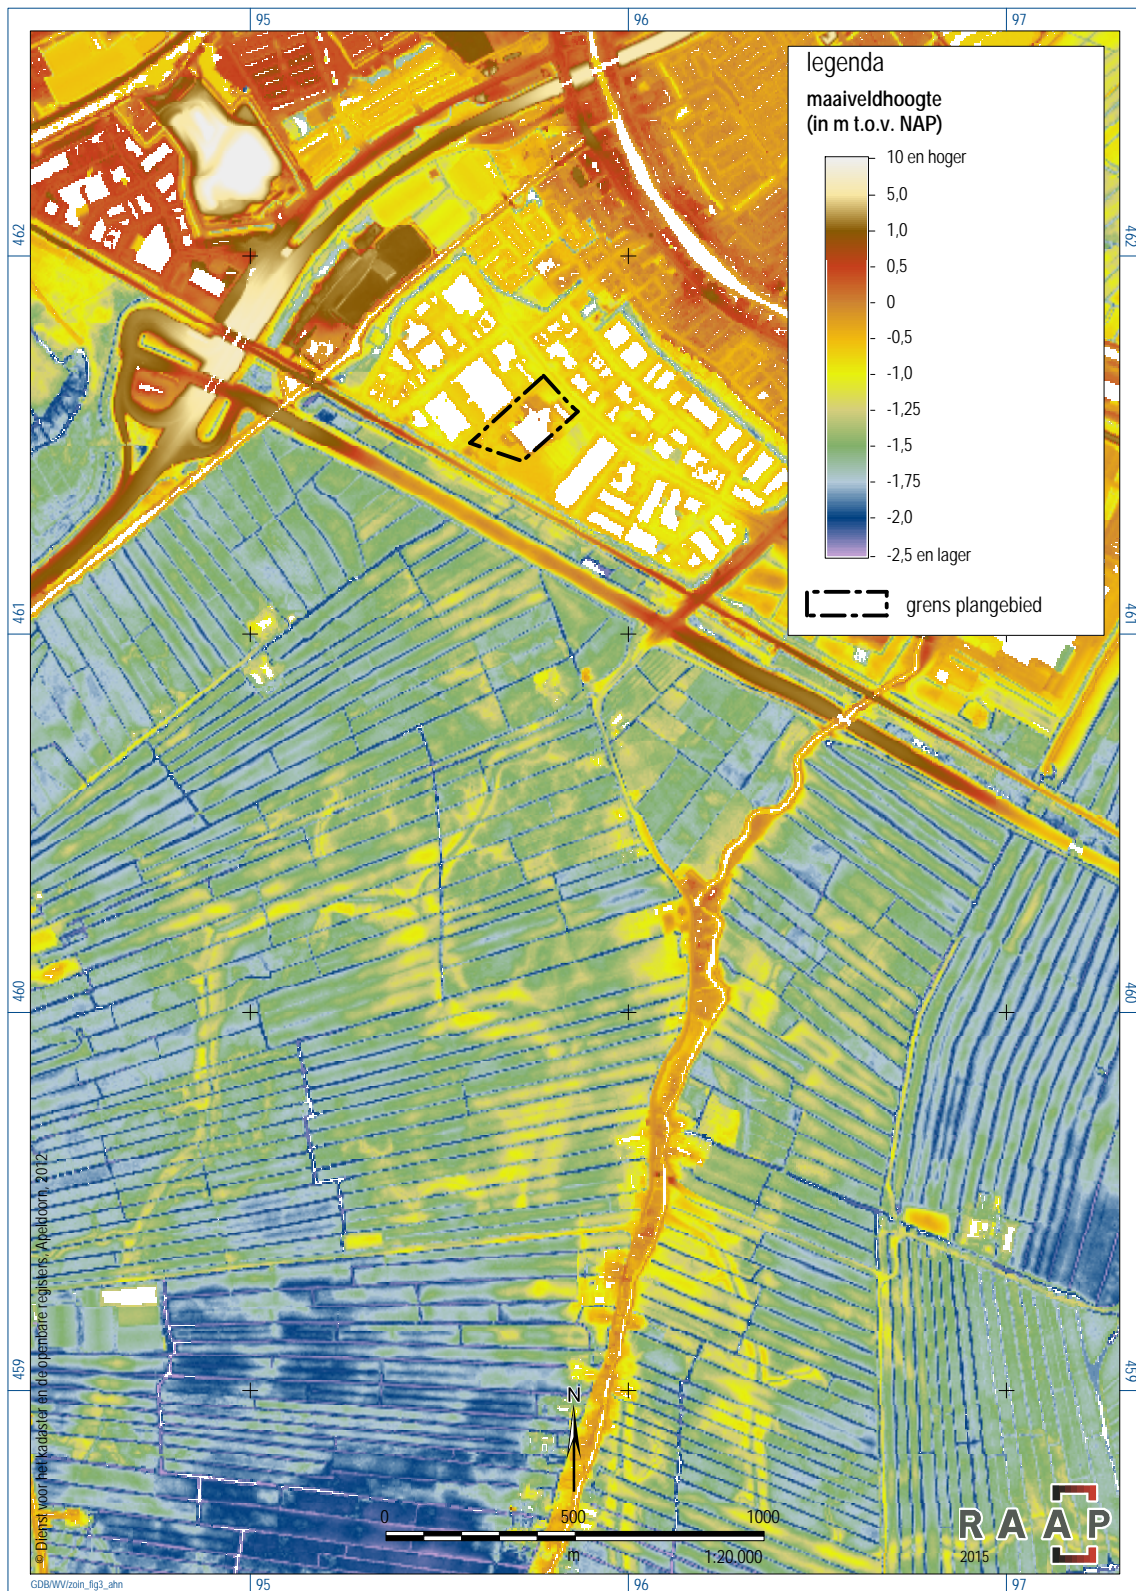 95
96
97
462
462
461
461
460
460
459
459
legenda
maaiveldhoogte
(in m t.o.v. NAP)
10 en hoger
5,0
1,0
0,5
0
-0,5
-1,0
-1,25
-1,5
-1,75
-2,0
-2,5 en lager
grens plangebied
© Dienst voor het kadaster en de openbare registers, Apeldoorn, 2012
N
0
500
1000
m
1:20.000
RAAP
2015
GDB/WV/zoin_fig3_ahn
95
96
97